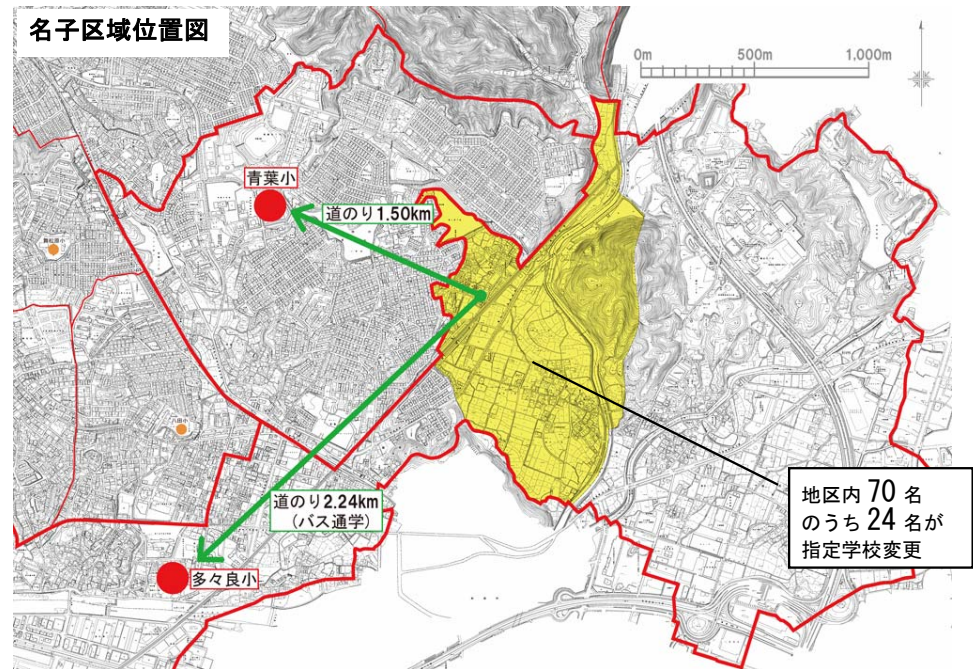 名子区域位置図
0m
500m
1,000m
青葉小
道のり1.50km
道のり2.24km
(バス通学)
多々良小
地区内 70 名
のうち 24 名が
指定学校変更